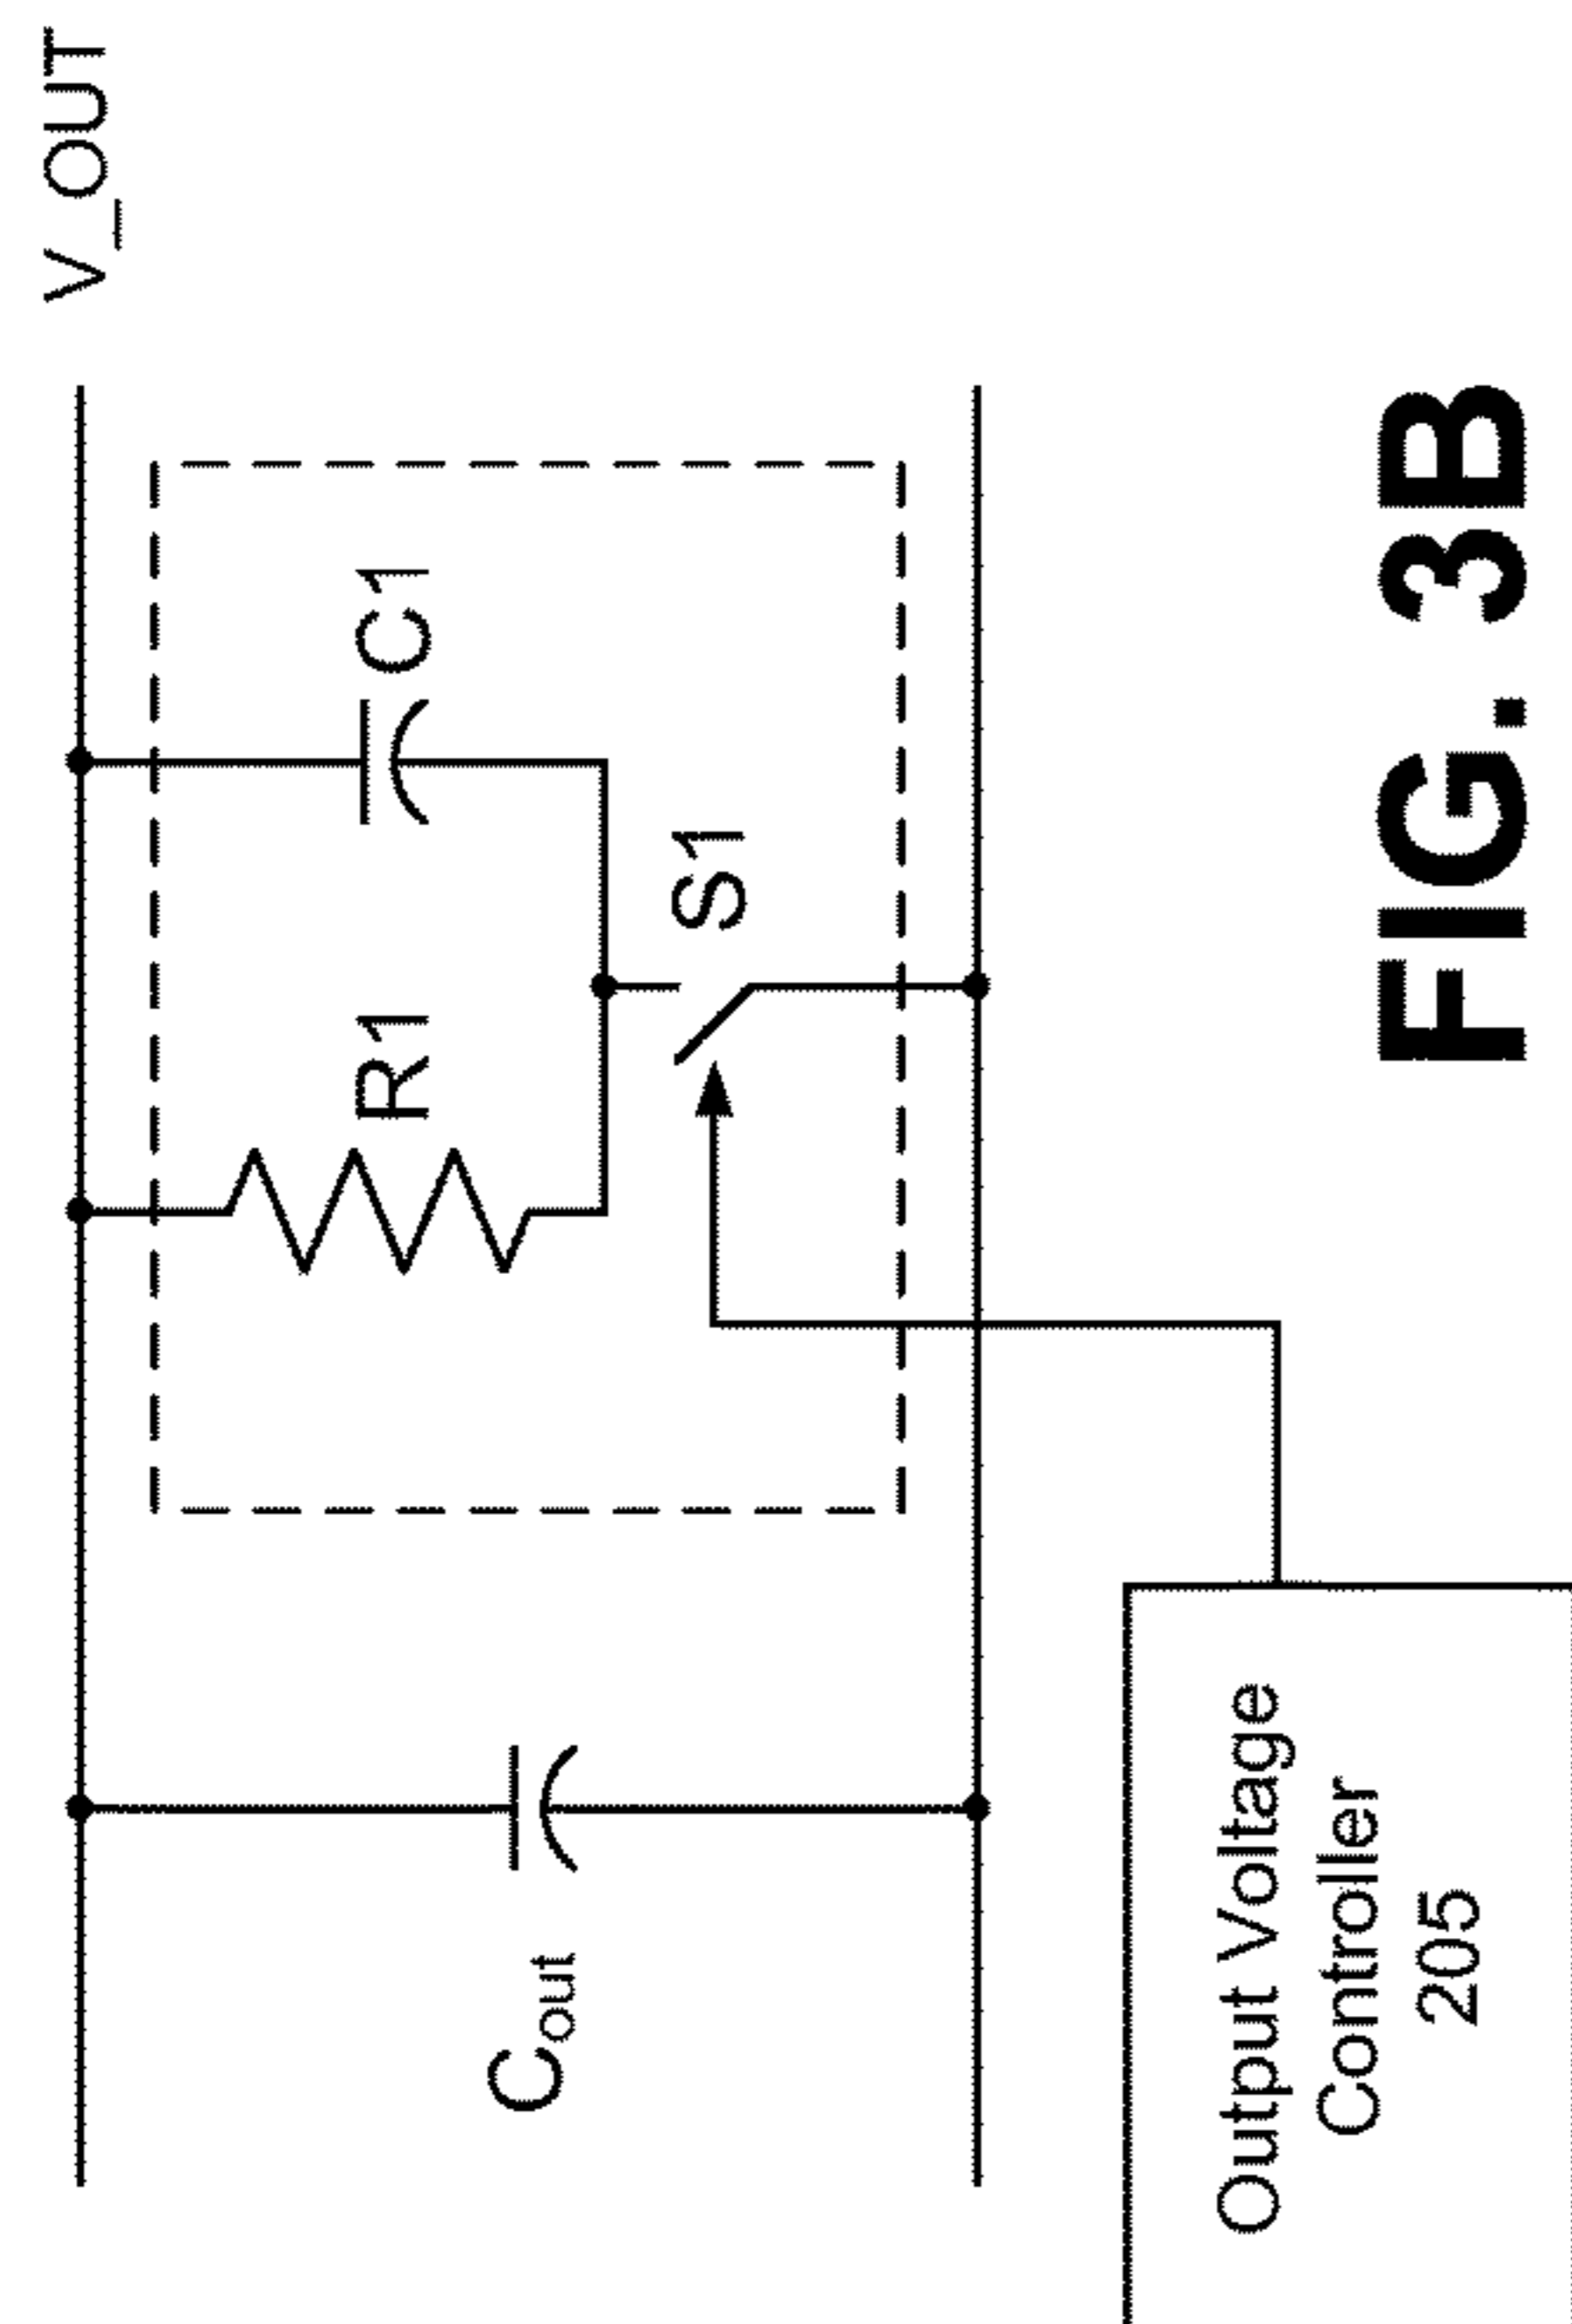 V_OUT
R1
C1
S1
Cout
Output Voltage
Controller
205
FIG. 3B